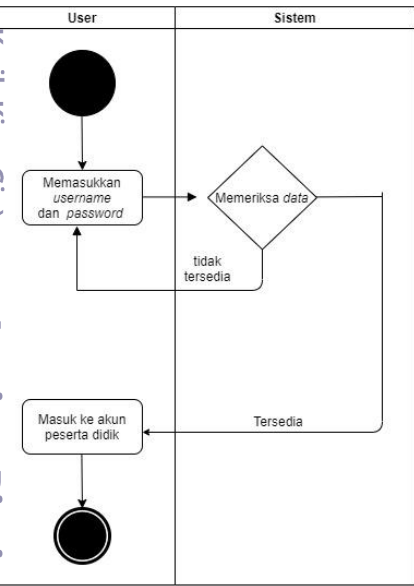 User
Sistem
Memasukkan
username
dan password
Memeriksa data
tidak
tersedia
Masuk ke akun
peserta didik
Tersedia